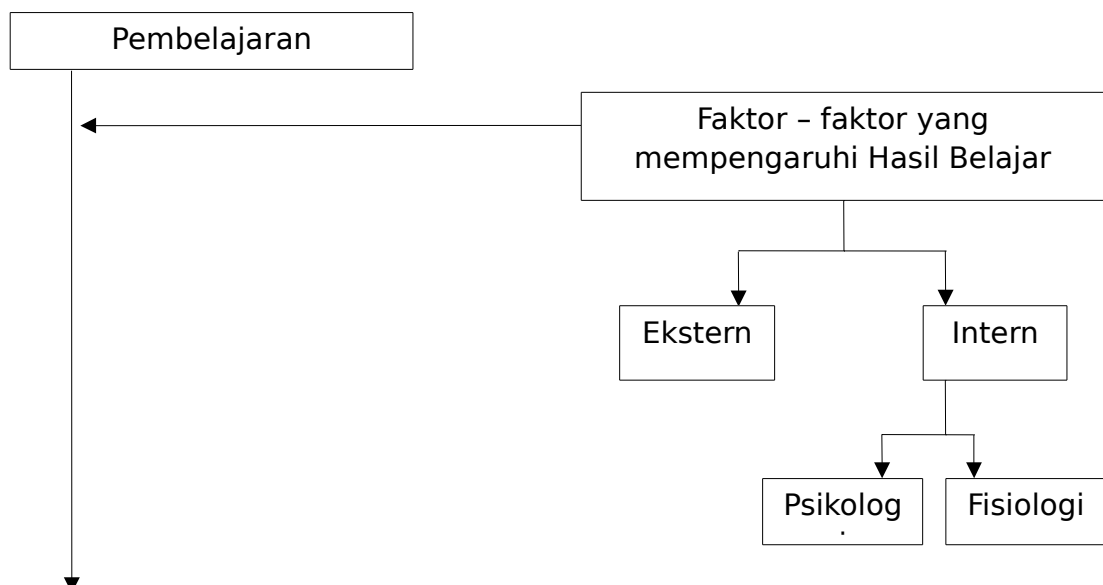 Pembelajaran
Faktor – faktor yang
mempengaruhi Hasil Belajar
Ekstern
Intern
Psikolog
Fisiologi